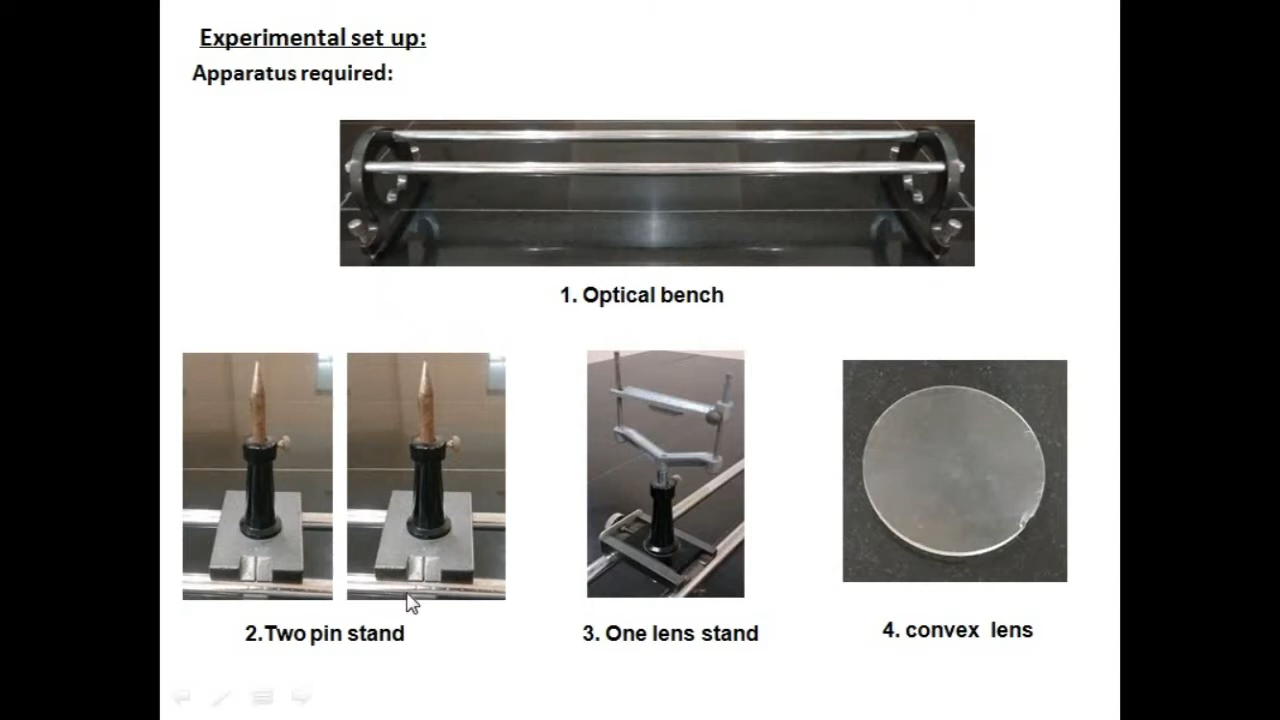 Experimental set up:
Apparatus required:
1. Optical bench
2.Two pin stand
3. One lens stand
4. convex lens